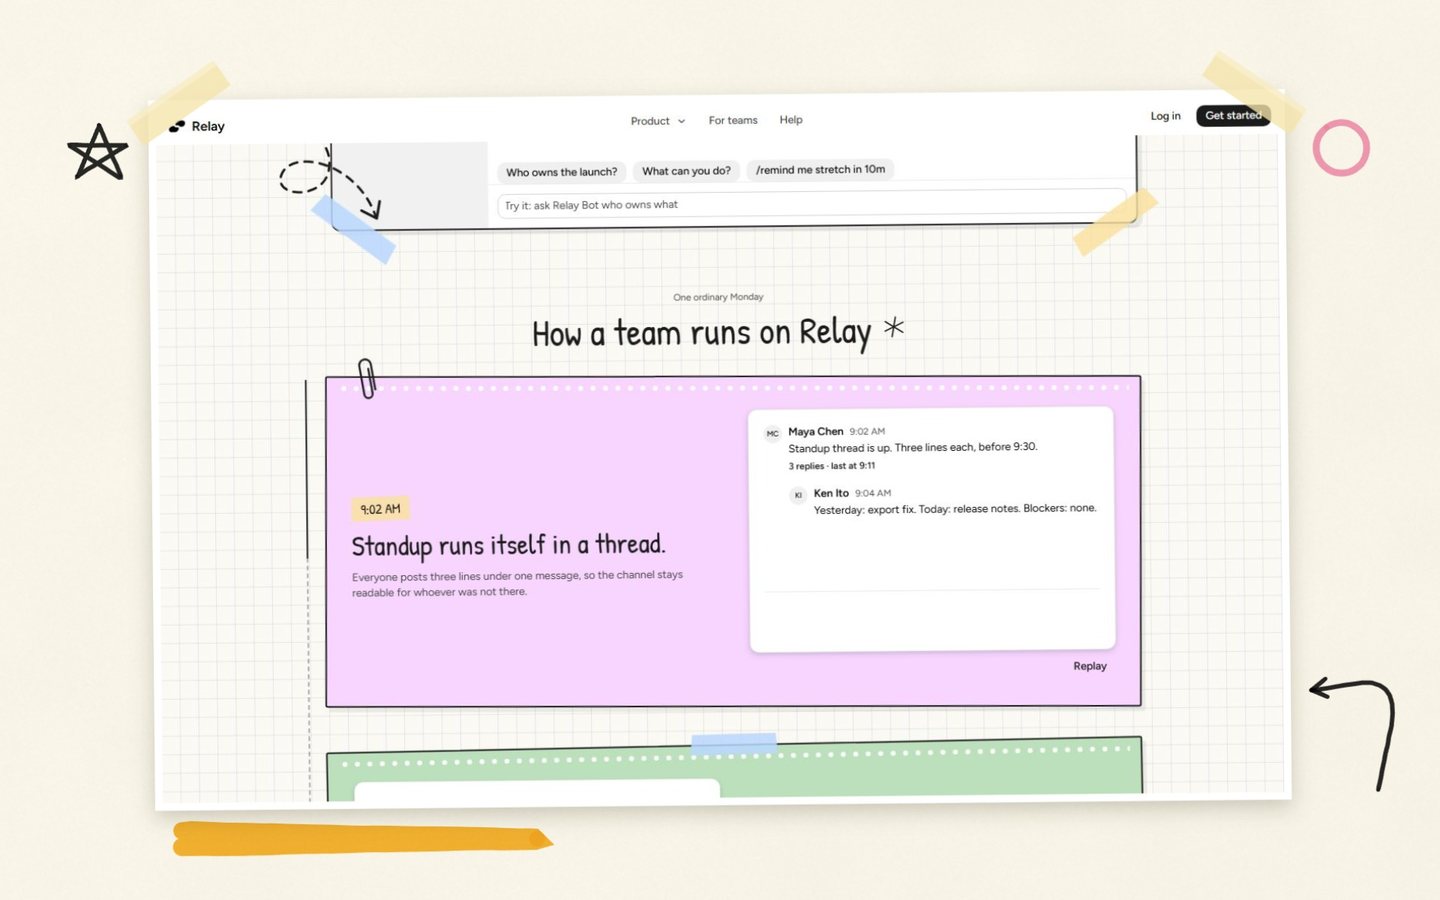 Relay
Product
For teams
Help
Log in
Get started
Who owns the launch?
What can you do?
/remind me stretch in 10m
Try it: ask Relay Bot who owns what
One ordinary Monday
How a team runs on Relay
9:02 AM
Standup runs itself in a thread.
Everyone posts three lines under one message, so the channel stays
readable for whoever was not there.
MC
Maya Chen 9:02 AM
Standup thread is up. Three lines each, before 9:30.
3 replies · last at 9:11
KI
Ken Ito 9:04 AM
Yesterday: export fix. Today: release notes. Blockers: none.
Replay